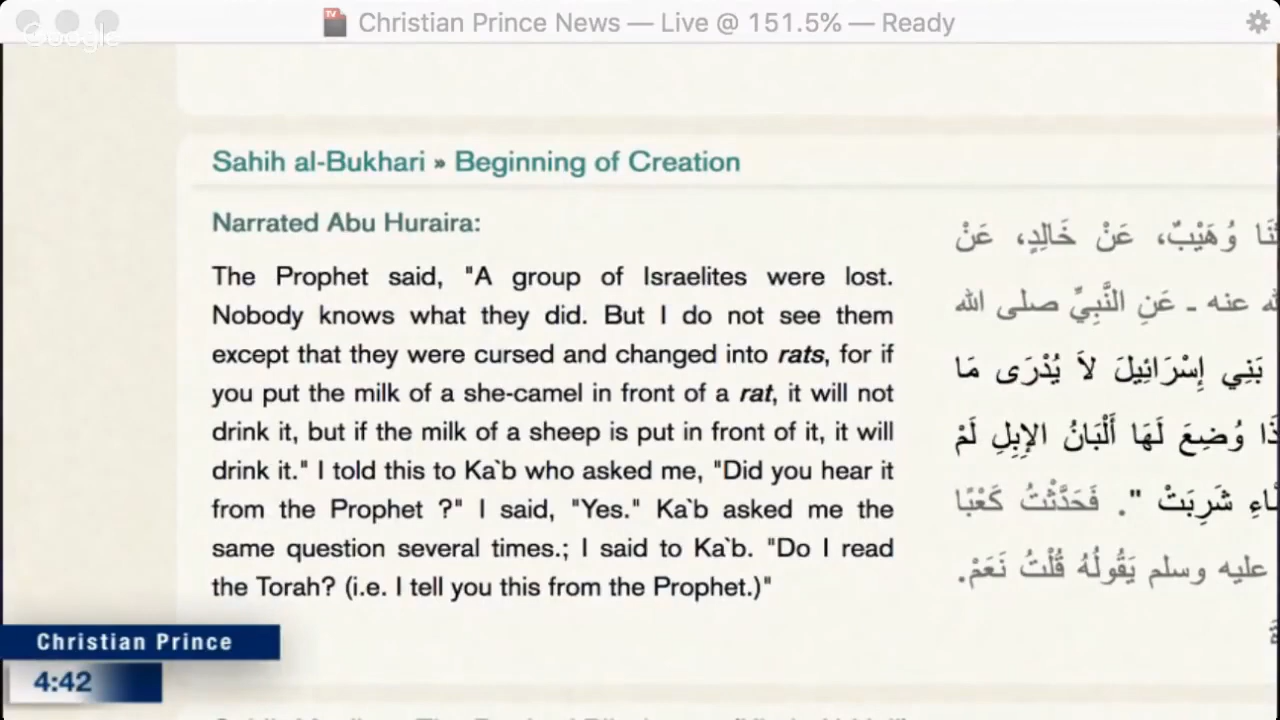 Christian Prince News — Live @ 151.5% — Ready
Google
Sahih al-Bukhari » Beginning of Creation
Narrated Abu Huraira:
The Prophet said, "A group of Israelites were lost.
Nobody knows what they did. But I do not see them
except that they were cursed and changed into rats, for if
you put the milk of a she-camel in front of a rat, it will not
drink it, but if the milk of a sheep is put in front of it, it will
drink it." I told this to Ka`b who asked me, "Did you hear it
from the Prophet ?" I said, "Yes." Ka`b asked me the
same question several times.; I said to Ka`b. "Do I read
the Torah? (i.e. I tell you this from the Prophet.)"
وُهَيْبٌ، عَنْ خَالِدٍ، عَنْ
عنه ـ عَنِ النَّبِيِّ صلى الله
بَنِي إِسْرَائِيلَ لاَ يُدْرَى مَا
وُضِعَ لَهَا أَلْبَانُ الإِبِلِ لَمْ
شَرِبَتْ ‏"‏‏.‏ فَحَدَّثْتُ كَعْبًا
عليه وسلم يَقُولُهُ قُلْتُ نَعَمْ‏.‏
Christian Prince
4:42